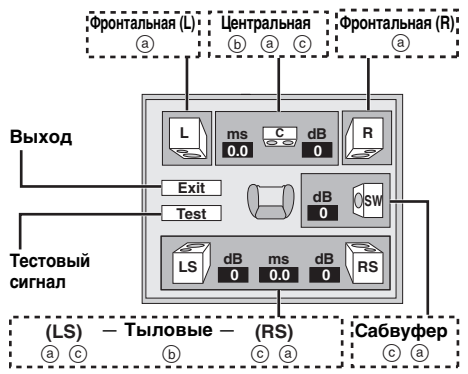 Фронтальная (L)
ⓐ
Центральная
ⓑ ⓐ ⓒ
Фронтальная (R)
ⓐ
L
ms
0.0
C
dB
0
R
Выход
Exit
Test
dB
0
SW
Тестовый
сигнал
LS
dB
0
ms
0.0
dB
0
RS
(LS) – Тыловые – (RS)
ⓐ ⓒ ⓑ ⓒ ⓐ
Сабвуфер
ⓒ ⓐ